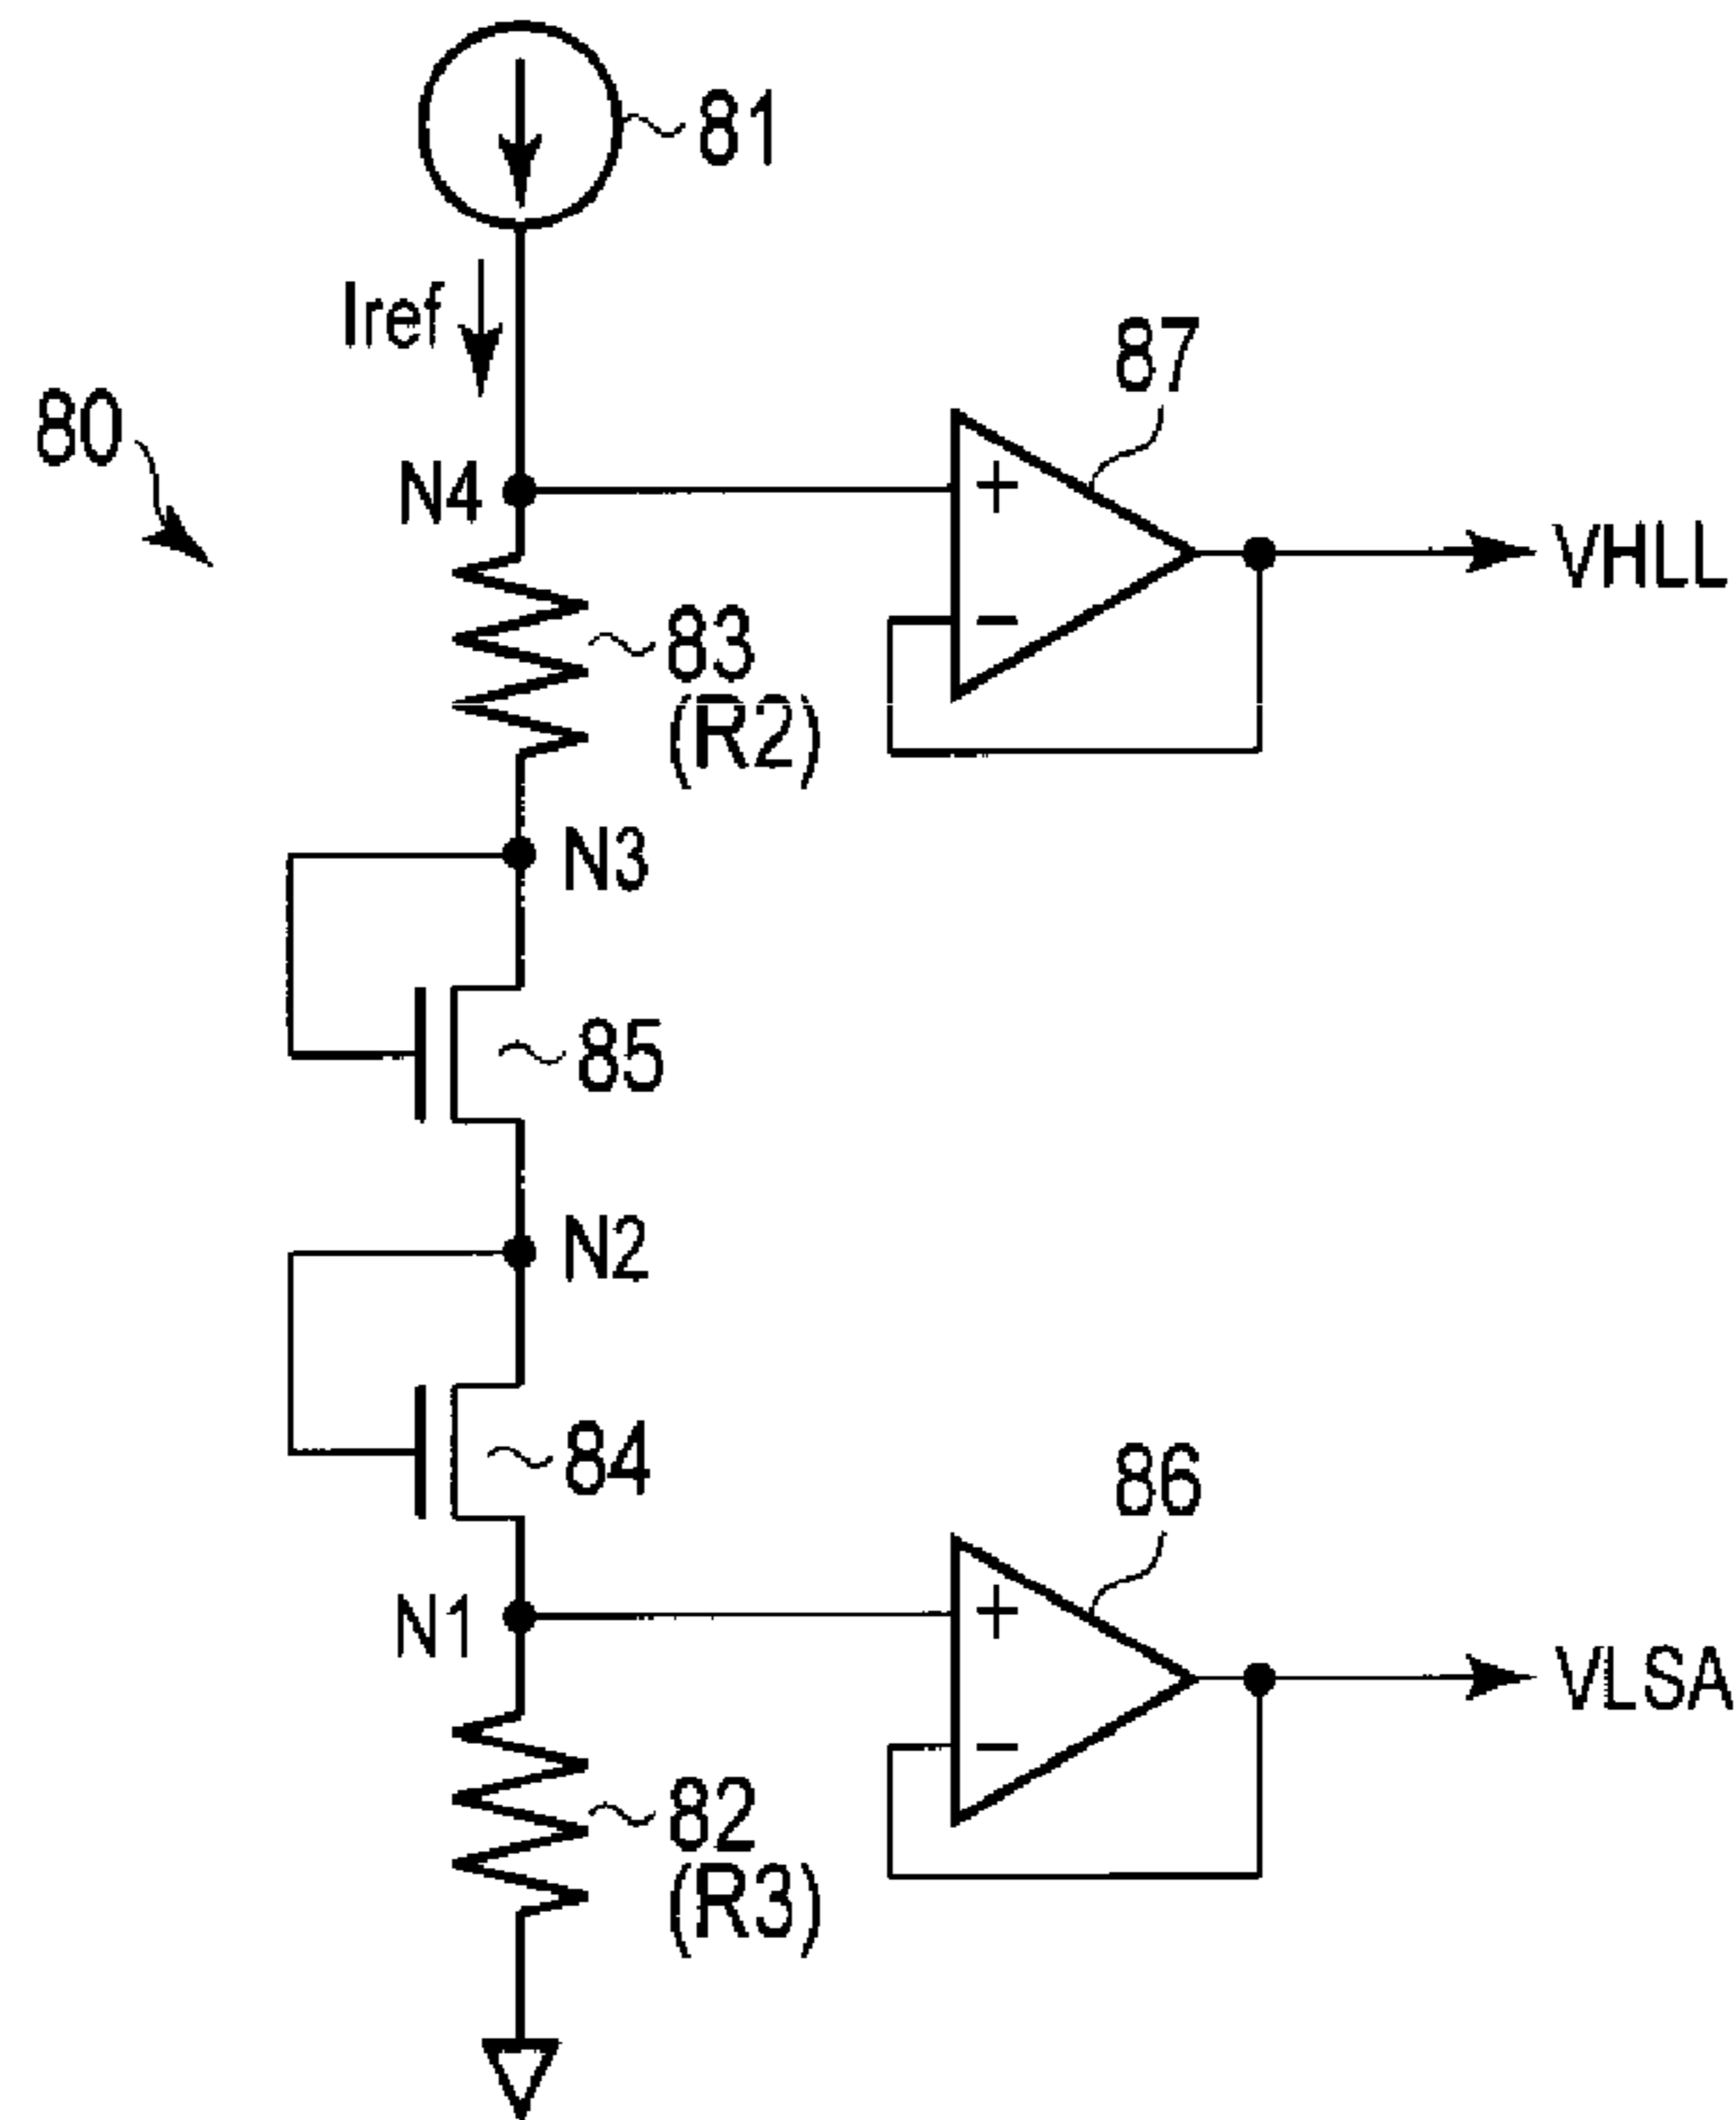 81
Iref
87
80
N4
+
VHLL
−
83
(R2)
N3
85
N2
84
86
N1
+
VLSA
−
82
(R3)